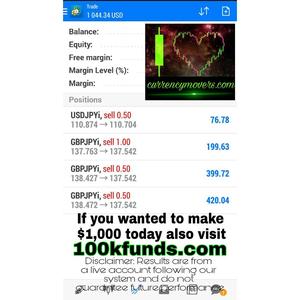 Trade
1 044.34 USD
Balance:
Equity:
Free margin:
Margin Level (%):
Margin:
currencymovers.com
Positions
USDJPYi, sell 0.50
110.874 → 110.704
76.78
GBPJPYi, sell 1.00
137.763 → 137.542
199.63
GBPJPYi, sell 0.50
138.427 → 137.542
399.72
GBPJPYi, sell 0.50
138.472 → 137.542
420.04
If you wanted to make
$1,000 today also visit
100kfunds.com
Disclaimer: Results are from
a live account following our
system and do not
guarantee future performance